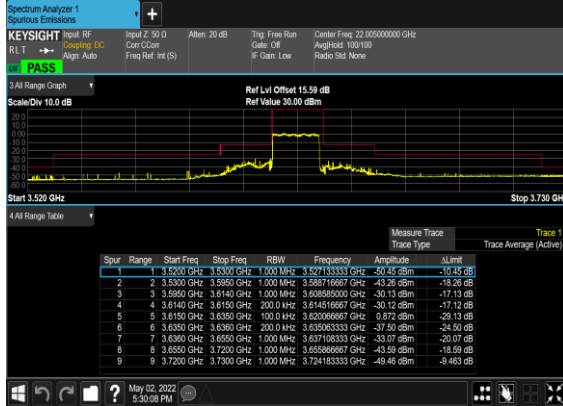 Spectrum Analyzer 1
Spurious Emissions
+
KEYSIGHT Input: RF Input Z: 50 Ω Atten: 20 dB Trig: Free Run Center Freq: 22.005000000 GHz
RLT Coupling: DC Corr CCorr Gate: Off Avg|Hold: 100/100
Align: Auto Freq Ref: Int (S) IF Gain: Low Radio Std: None
PASS
3 All Range Graph
Ref Lvl Offset 15.59 dB
Scale/Div 10.0 dB Ref Value 30.00 dBm
20.0
10.0
0.00
-10.0
-20.0
-30.0
-40.0
-50.0
-60.0
Start 3.520 GHz Stop 3.730 GHz
4 All Range Table
Measure Trace Trace 1
Trace Type Trace Average (Active)
Spur Range Start Freq Stop Freq RBW Frequency Amplitude ΔLimit
1 1 3.5200 GHz 3.5300 GHz 1.000 MHz 3.527133333 GHz -50.45 dBm -10.45 dB
2 2 3.5300 GHz 3.5950 GHz 1.000 MHz 3.588716667 GHz -43.26 dBm -18.26 dB
3 3 3.5950 GHz 3.6140 GHz 1.000 MHz 3.608585000 GHz -30.13 dBm -17.13 dB
4 4 3.6140 GHz 3.6150 GHz 200.0 kHz 3.614516667 GHz -30.12 dBm -17.12 dB
5 5 3.6150 GHz 3.6350 GHz 100.0 kHz 3.620066667 GHz 0.872 dBm -29.13 dB
6 6 3.6350 GHz 3.6360 GHz 200.0 kHz 3.635063333 GHz -37.50 dBm -24.50 dB
7 7 3.6360 GHz 3.6550 GHz 1.000 MHz 3.637108333 GHz -33.07 dBm -20.07 dB
8 8 3.6550 GHz 3.7200 GHz 1.000 MHz 3.655866667 GHz -43.59 dBm -18.59 dB
9 9 3.7200 GHz 3.7300 GHz 1.000 MHz 3.724183333 GHz -49.46 dBm -9.463 dB
?
May 02, 2022
5:30:08 PM